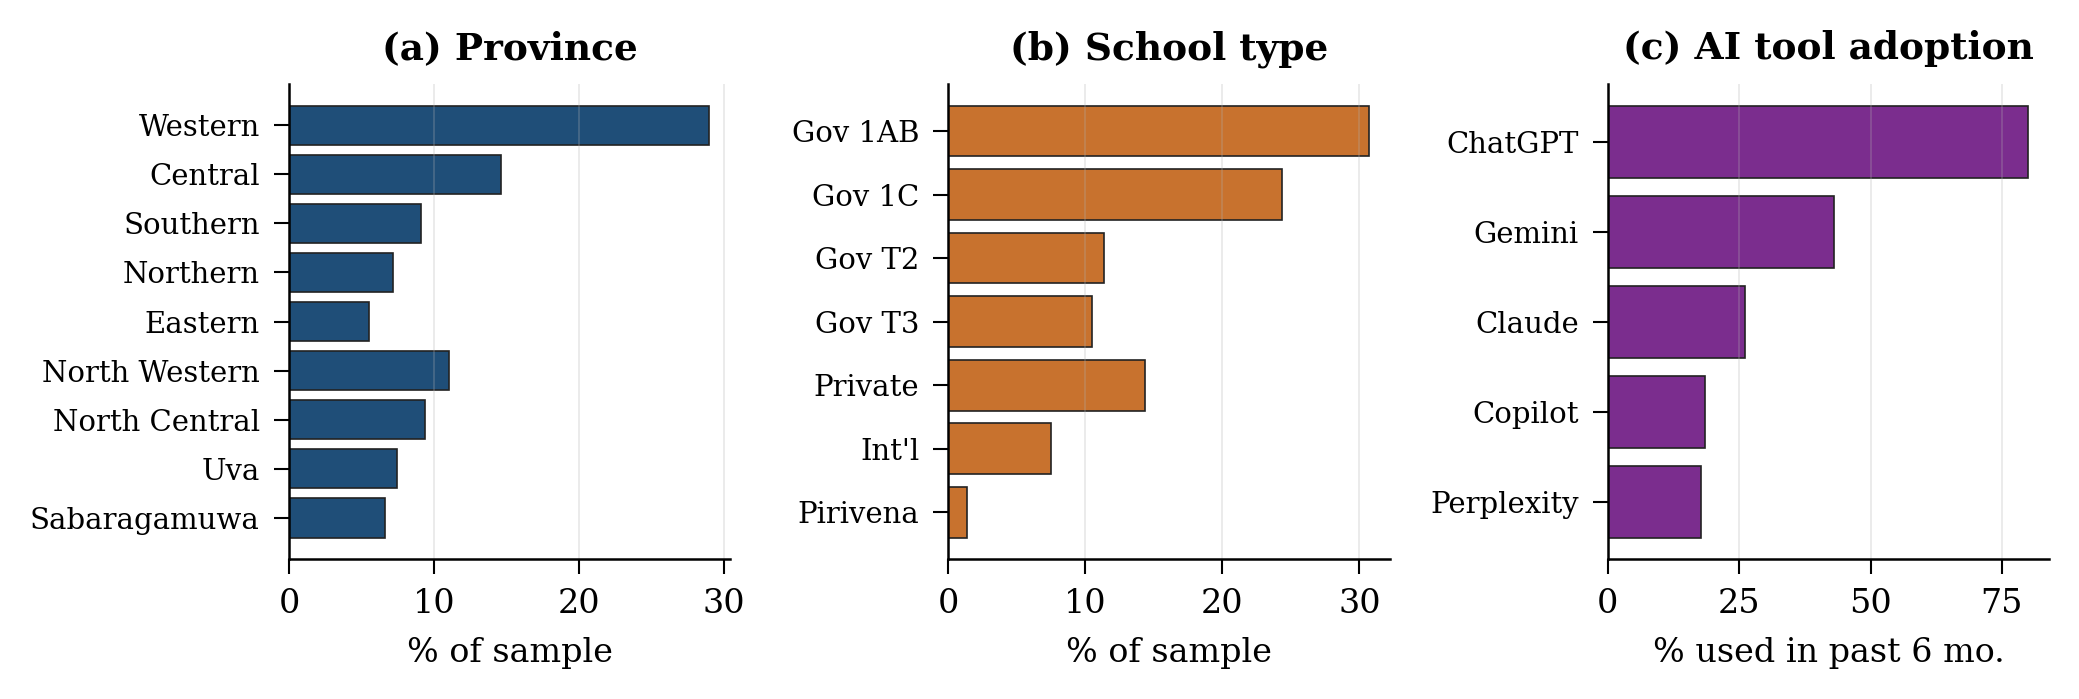 (a) Province
Western
Central
Southern
Northern
Eastern
North Western
North Central
Uva
Sabaragamuwa
0 10 20 30
% of sample
(b) School type
Gov 1AB
Gov 1C
Gov T2
Gov T3
Private
Int'l
Pirivena
0 10 20 30
% of sample
(c) AI tool adoption
ChatGPT
Gemini
Claude
Copilot
Perplexity
0 25 50 75
% used in past 6 mo.